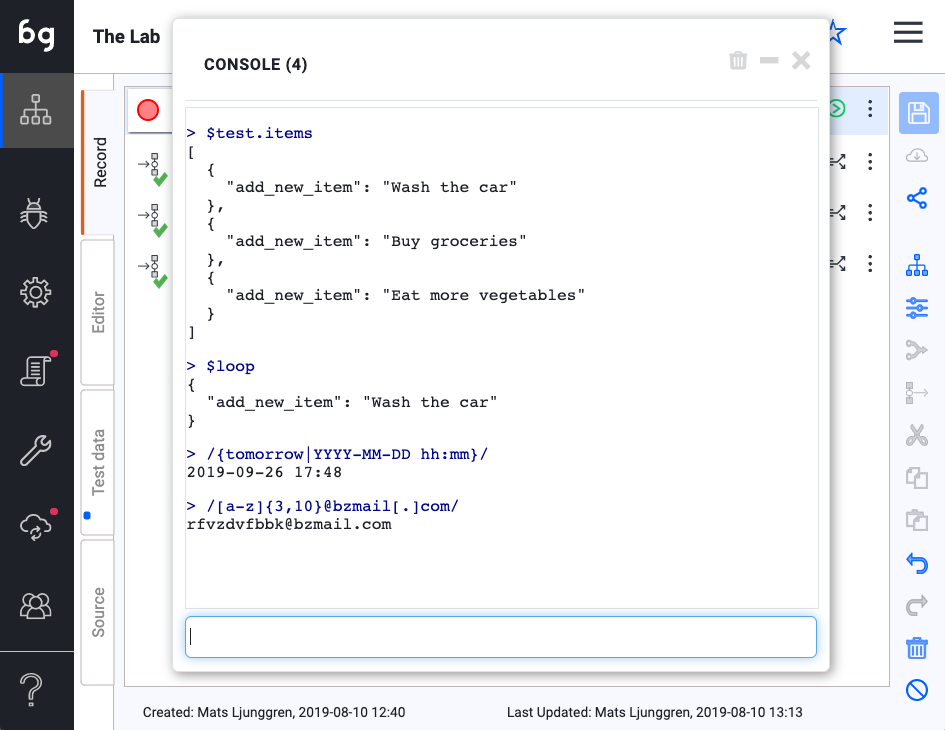 bg
The Lab
CONSOLE (4)
Record
Editor
Test data
Source
> $test.items
[
  {
    "add_new_item": "Wash the car"
  },
  {
    "add_new_item": "Buy groceries"
  },
  {
    "add_new_item": "Eat more vegetables"
  }
]
> $loop
{
  "add_new_item": "Wash the car"
}
> /{tomorrow|YYYY-MM-DD hh:mm}/
2019-09-26 17:48
> /[a-z]{3,10}@bzmail[.]com/
rfvzdvfbbk@bzmail.com
Created: Mats Ljunggren, 2019-08-10 12:40
Last Updated: Mats Ljunggren, 2019-08-10 13:13